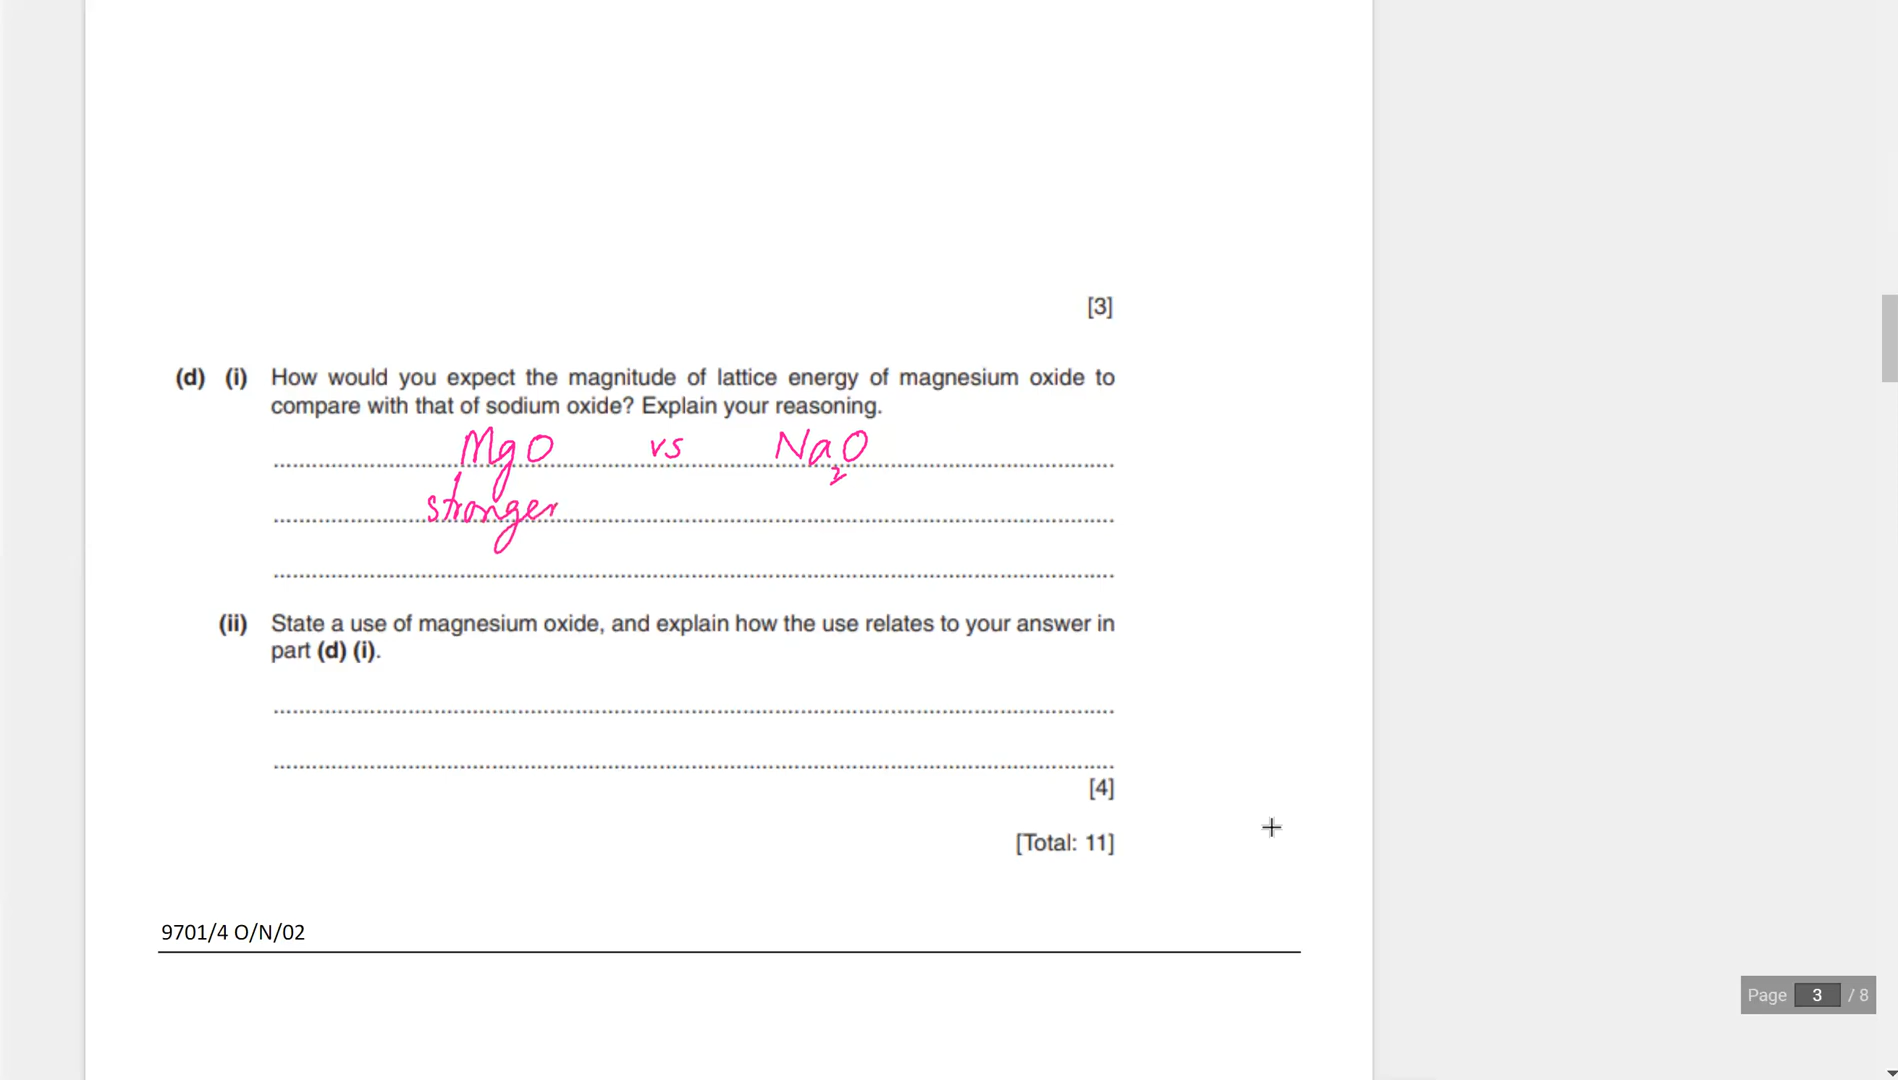 [3]
(d) (i) How would you expect the magnitude of lattice energy of magnesium oxide to
compare with that of sodium oxide? Explain your reasoning.
MgO vs Na₂O
stronger
(ii) State a use of magnesium oxide, and explain how the use relates to your answer in
part (d) (i).
[4]
[Total: 11]
9701/4 O/N/02
Page 3 / 8